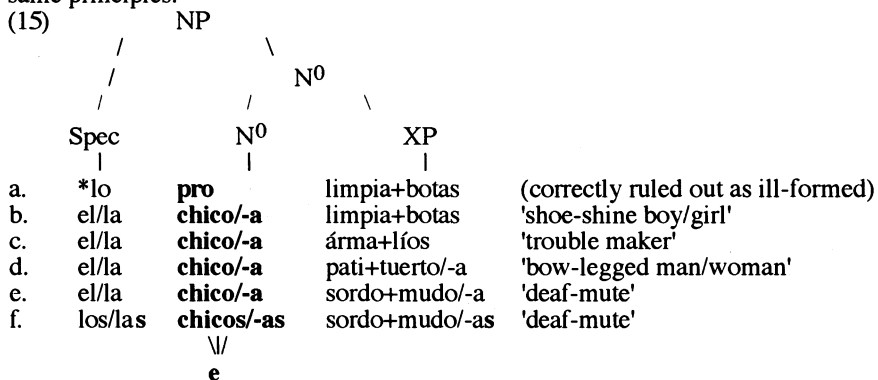 same principles.
(15) NP
/ \
/ N⁰
/ / \
Spec N⁰ XP
| | |
a. *lo pro limpia+botas (correctly ruled out as ill-formed)
b. el/la chico/-a limpia+botas 'shoe-shine boy/girl'
c. el/la chico/-a árma+líos 'trouble maker'
d. el/la chico/-a pati+tuerto/-a 'bow-legged man/woman'
e. el/la chico/-a sordo+mudo/-a 'deaf-mute'
f. los/las chicos/-as sordo+mudo/-as 'deaf-mute'
\|/
e